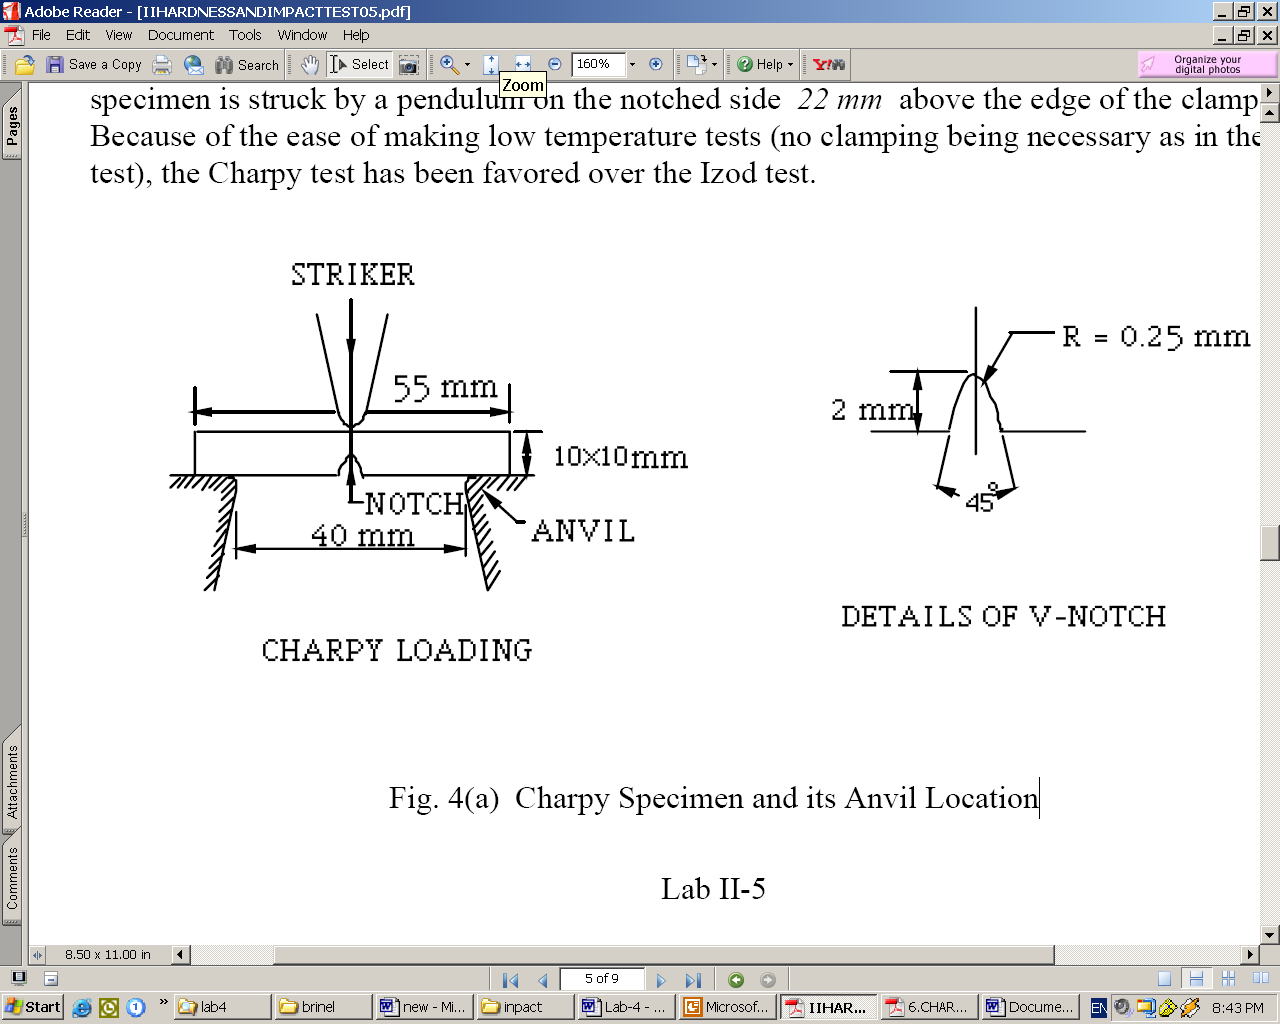 Adobe Reader - [IIHARDNESSANDIMPACTTEST05.pdf]
File Edit View Document Tools Window Help
Save a Copy Search Select 160% Help Y! Organize your
digital photos
Zoom
Pages
specimen is struck by a pendulum on the notched side 22 mm above the edge of the clamp
Because of the ease of making low temperature tests (no clamping being necessary as in the
test), the Charpy test has been favored over the Izod test.
STRIKER
55 mm
10×10mm
NOTCH
40 mm
ANVIL
CHARPY LOADING
R = 0.25 mm
2 mm
45°
DETAILS OF V-NOTCH
Fig. 4(a) Charpy Specimen and its Anvil Location
Lab II-5
Attachments
Comments
8.50 x 11.00 in
5 of 9
Start » lab4 brinel new - Mi... inpact Lab-4 - ... Microsof... IIHAR... 6.CHAR... Docume... EN 8:43 PM